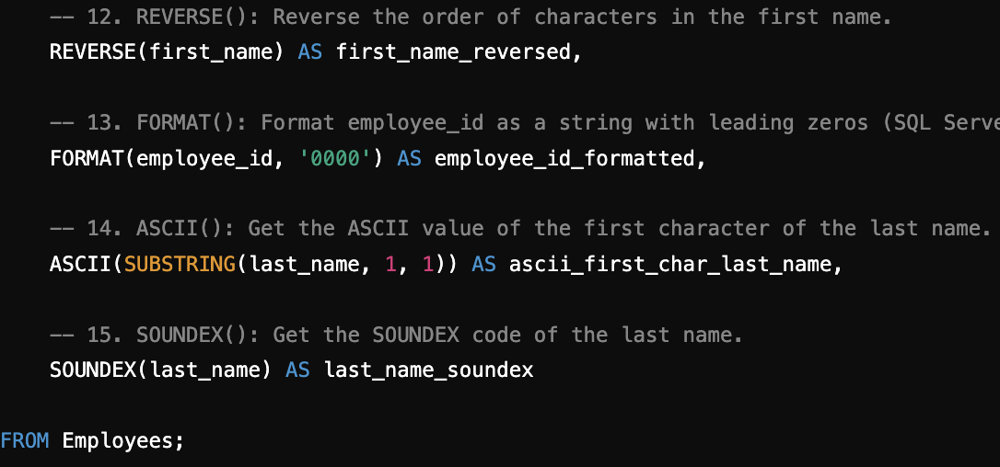 -- 12. REVERSE(): Reverse the order of characters in the first name.
REVERSE(first_name) AS first_name_reversed,
-- 13. FORMAT(): Format employee_id as a string with leading zeros (SQL Serve
FORMAT(employee_id, '0000') AS employee_id_formatted,
-- 14. ASCII(): Get the ASCII value of the first character of the last name.
ASCII(SUBSTRING(last_name, 1, 1)) AS ascii_first_char_last_name,
-- 15. SOUNDEX(): Get the SOUNDEX code of the last name.
SOUNDEX(last_name) AS last_name_soundex
FROM Employees;